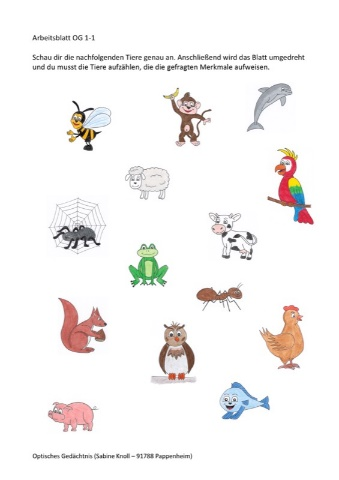 Arbeitsblatt OG 1-1
Schau dir die nachfolgenden Tiere genau an. Anschließend wird das Blatt umgedreht
und du musst die Tiere aufzählen, die die gefragten Merkmale aufweisen.
Optisches Gedächtnis (Sabine Knoll – 91788 Pappenheim)